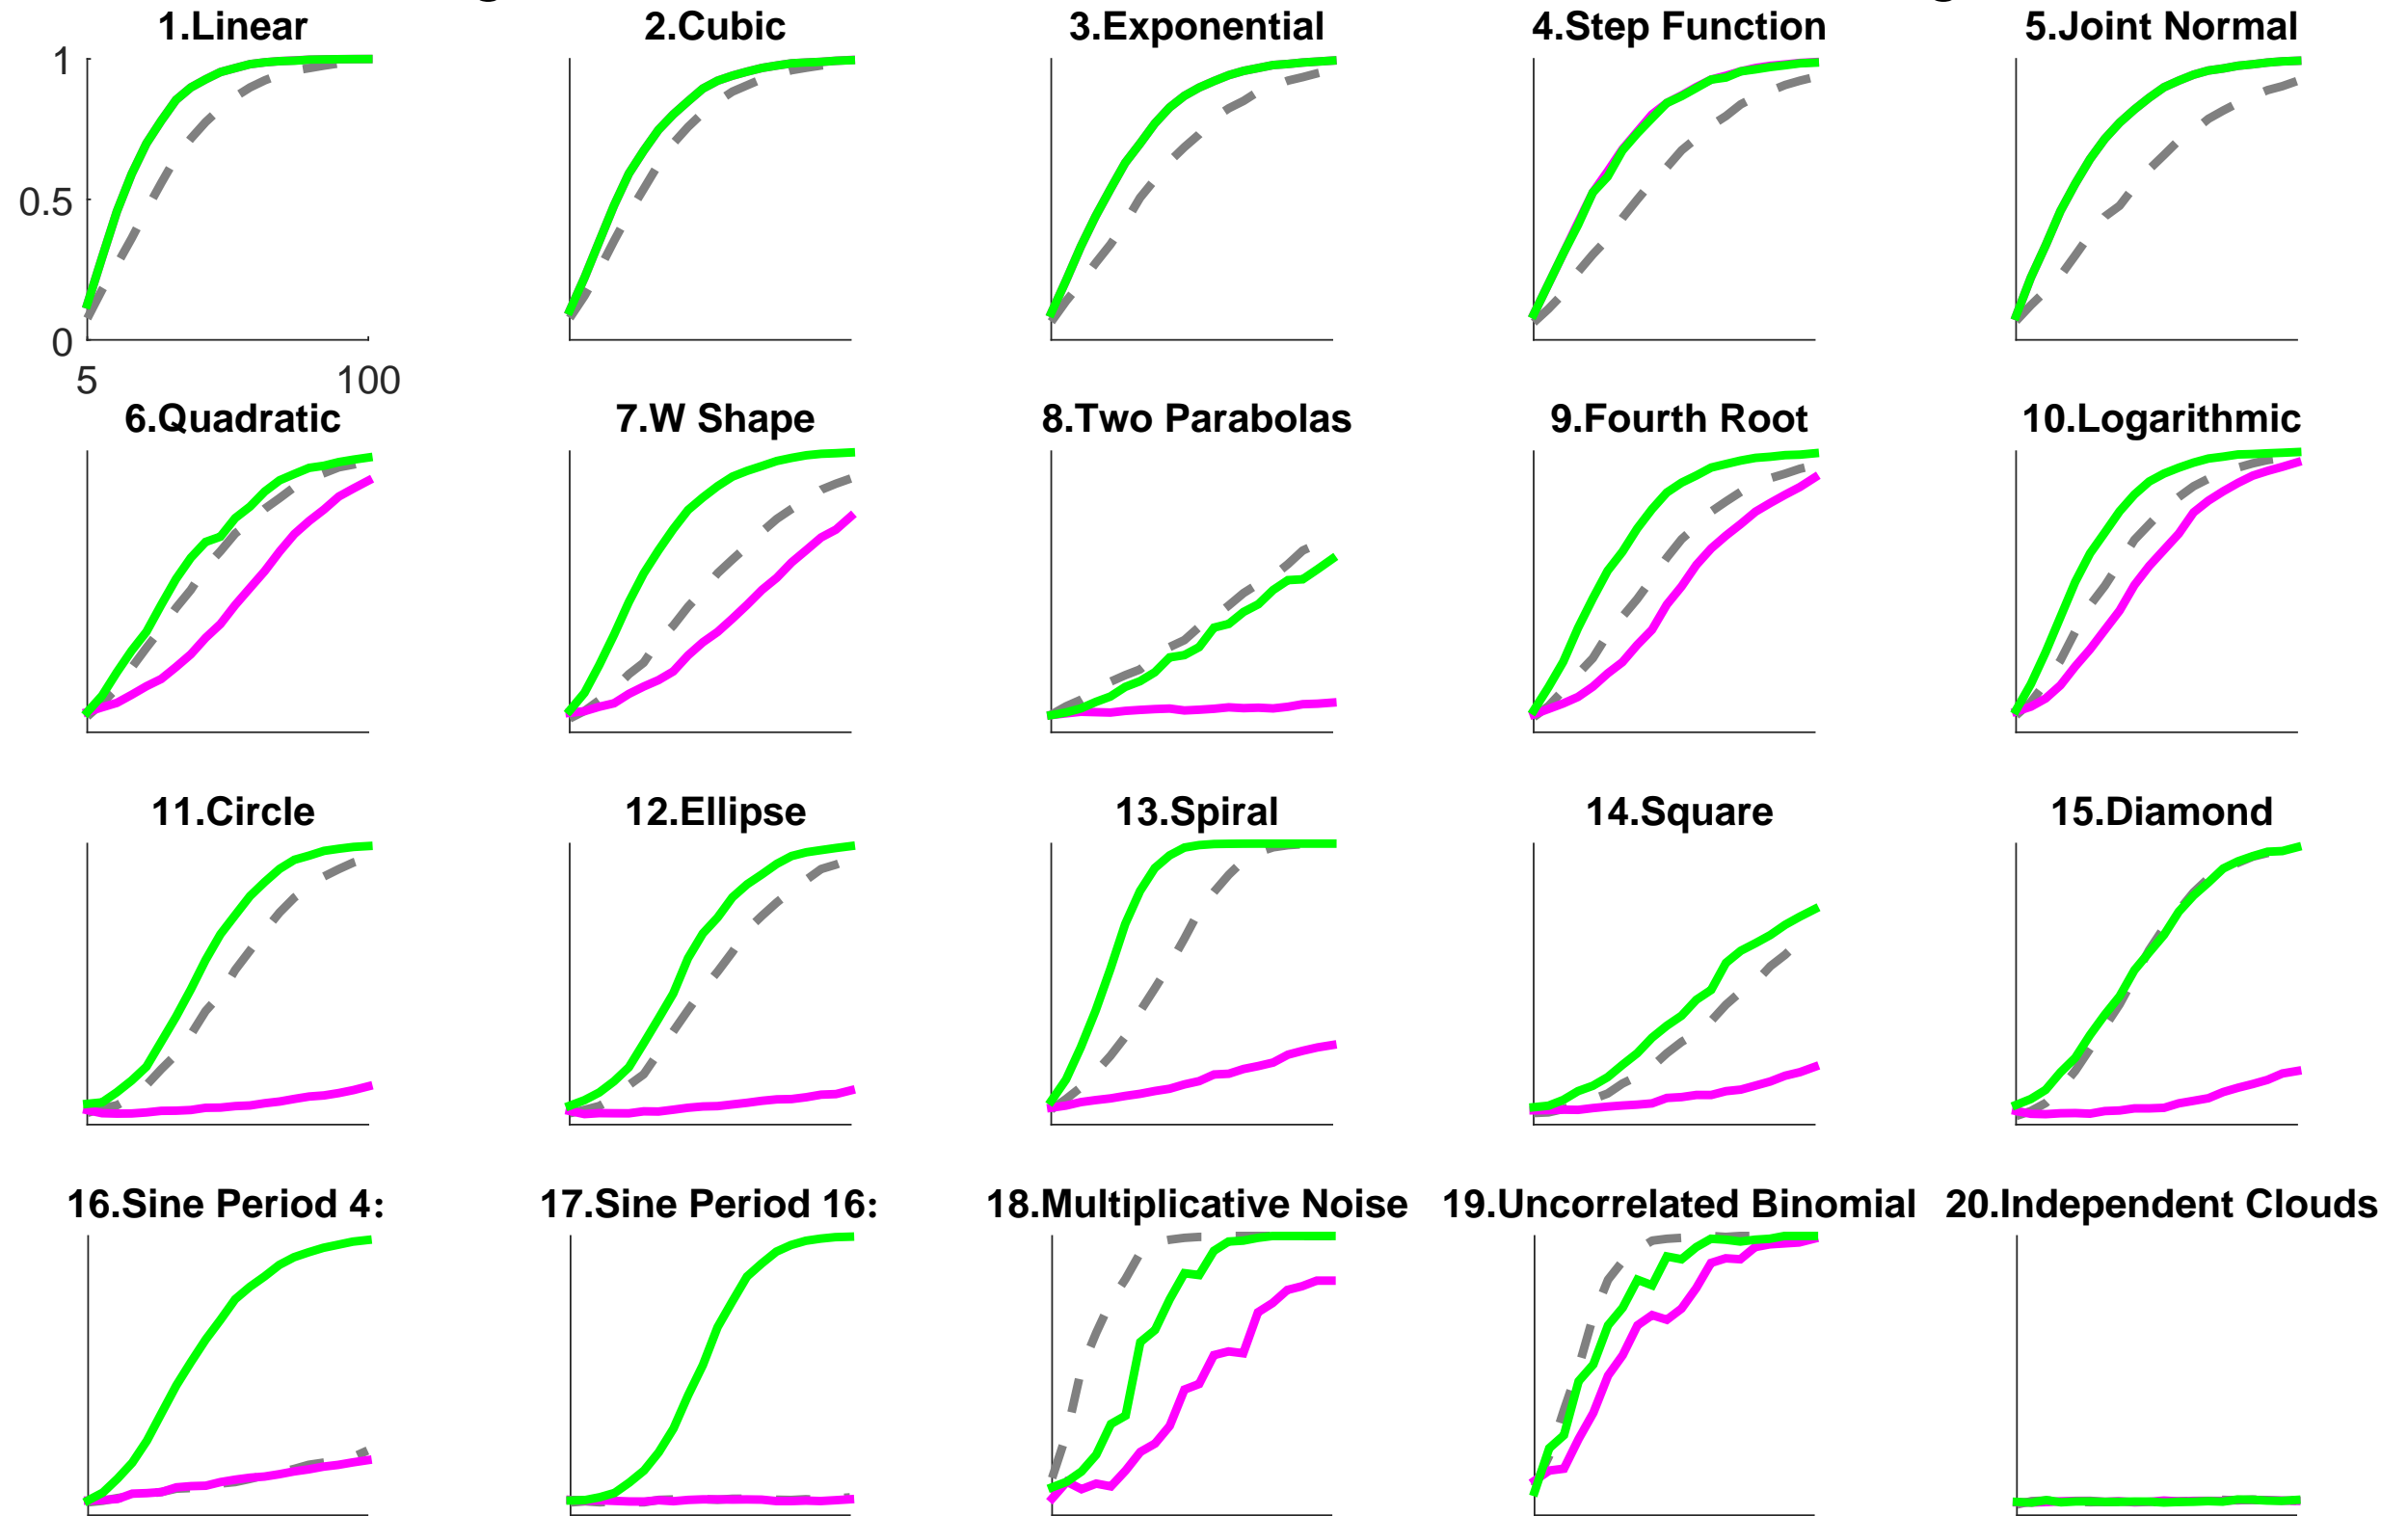 1.Linear
2.Cubic
3.Exponential
4.Step Function
5.Joint Normal
1
0.5
0
5
100
6.Quadratic
7.W Shape
8.Two Parabolas
9.Fourth Root
10.Logarithmic
11.Circle
12.Ellipse
13.Spiral
14.Square
15.Diamond
16.Sine Period 4:
17.Sine Period 16:
18.Multiplicative Noise
19.Uncorrelated Binomial
20.Independent Clouds